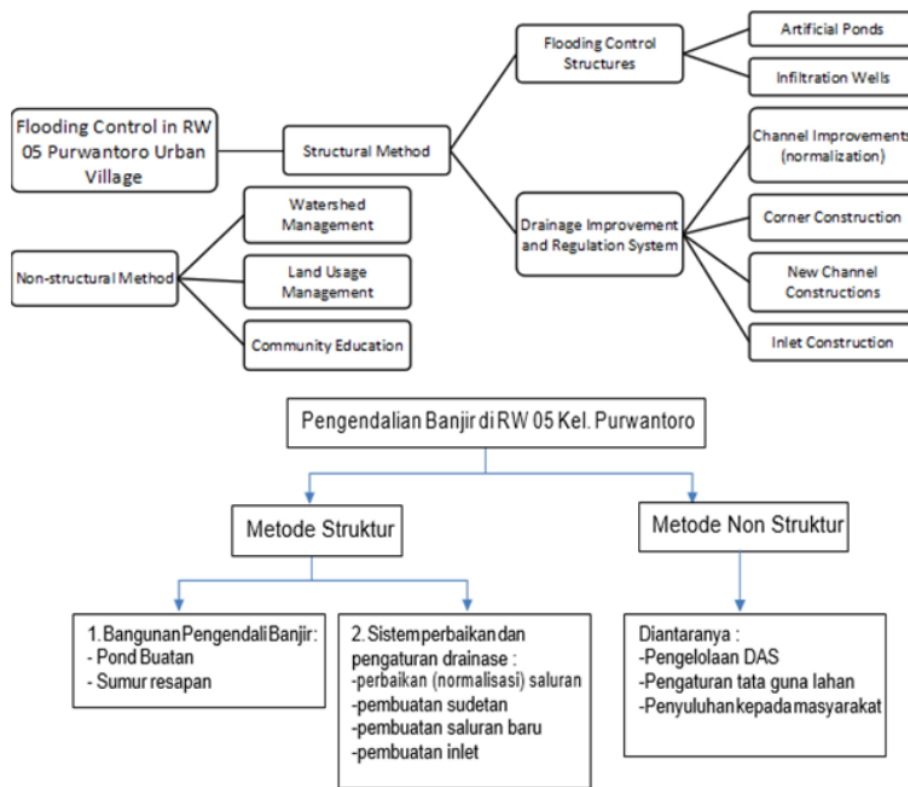 Flooding Control in RW
05 Purwantoro Urban
Village
Structural Method
Flooding Control
Structures
Artificial Ponds
Infiltration Wells
Drainage Improvement
and Regulation System
Channel Improvements
(normalization)
Corner Construction
New Channel
Constructions
Inlet Construction
Non-structural Method
Watershed
Management
Land Usage
Management
Community Education
Pengendalian Banjir di RW 05 Kel. Purwantoro
Metode Struktur
Metode Non Struktur
1. Bangunan Pengendali Banjir :
- Pond Buatan
- Sumur resapan
2. Sistem perbaikan dan
pengaturan drainase :
-perbaikan (normalisasi) saluran
-pembuatan sudetan
-pembuatan saluran baru
-pembuatan inlet
Diantaranya :
-Pengelolaan DAS
-Pengaturan tata guna lahan
-Penyuluhan kepada masyarakat